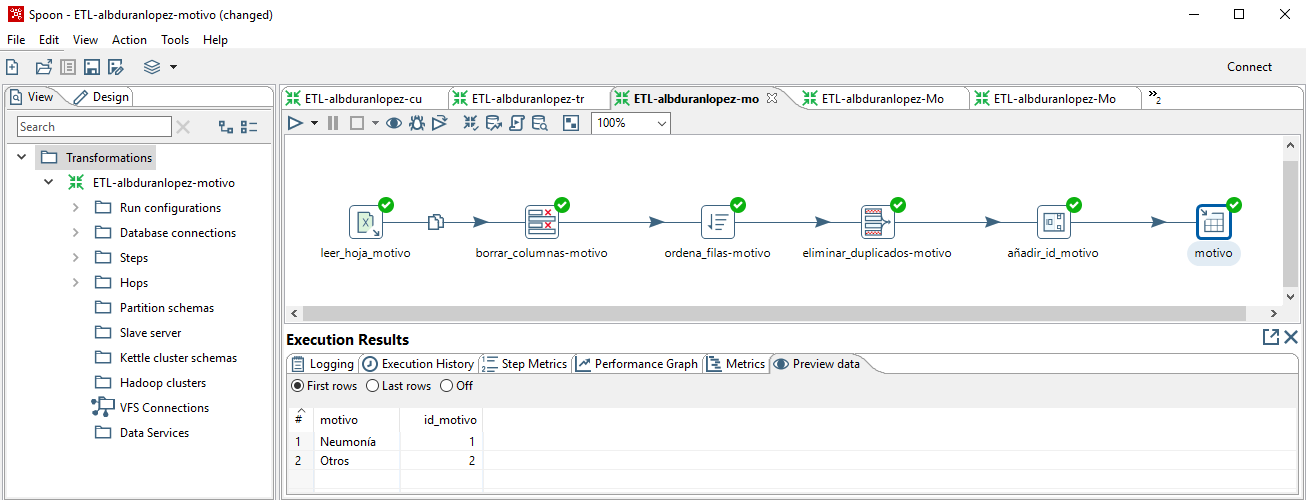 Spoon - ETL-albduranlopez-motivo (changed)
File Edit View Action Tools Help
Connect
View Design
Search
Transformations
ETL-albduranlopez-motivo
Run configurations
Database connections
Steps
Hops
Partition schemas
Slave server
Kettle cluster schemas
Hadoop clusters
VFS Connections
Data Services
ETL-albduranlopez-cu ETL-albduranlopez-tr ETL-albduranlopez-mo ETL-albduranlopez-Mo ETL-albduranlopez-Mo »2
100%
leer_hoja_motivo borrar_columnas-motivo ordena_filas-motivo eliminar_duplicados-motivo añadir_id_motivo motivo
Execution Results
Logging Execution History Step Metrics Performance Graph Metrics Preview data
First rows Last rows Off
# motivo id_motivo
1 Neumonía 1
2 Otros 2